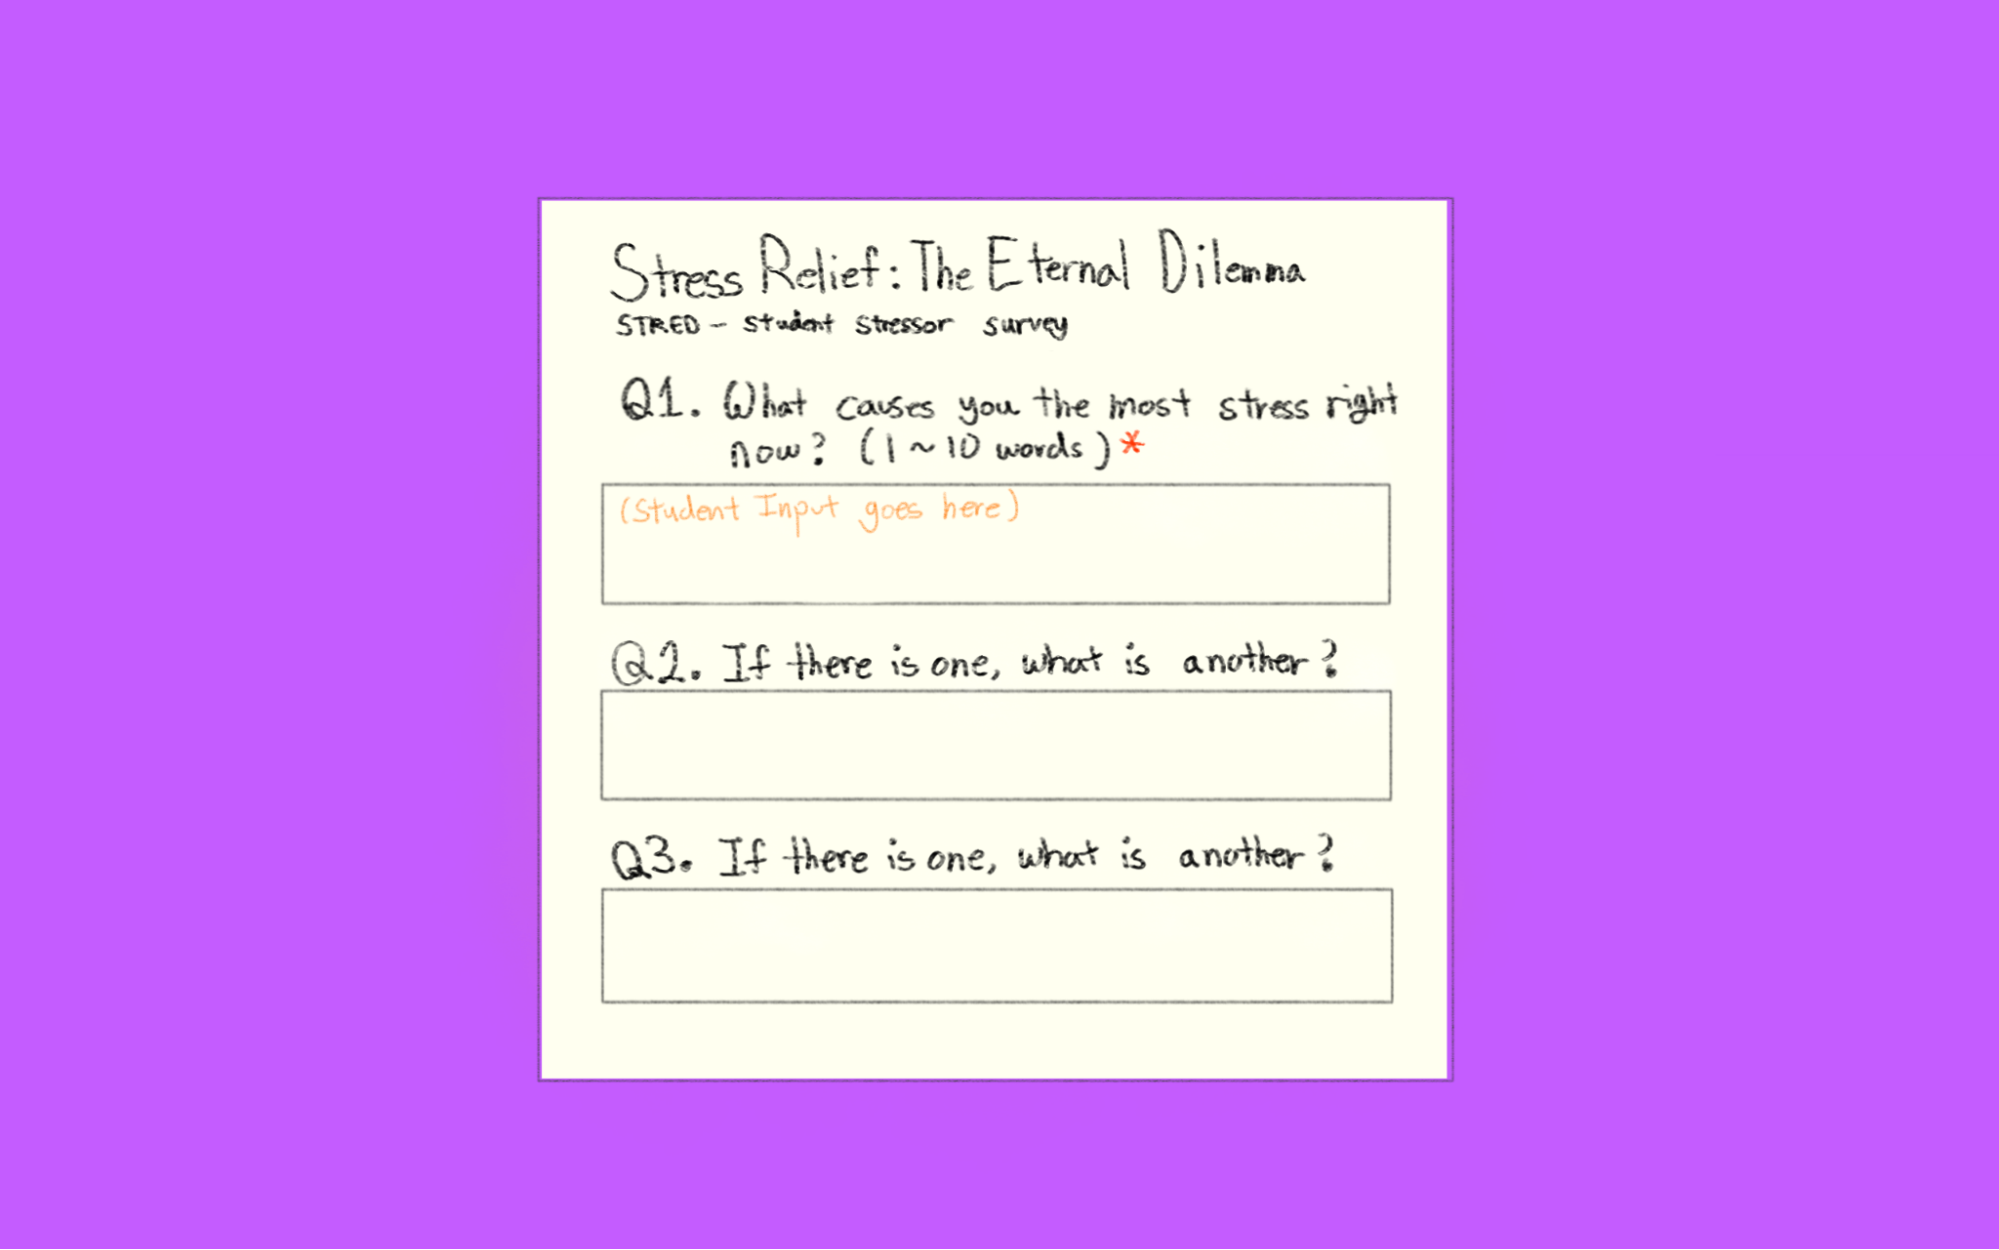 Stress Relief: The Eternal Dilemma
STRED - student stressor survey
Q1. What causes you the most stress right
now? (1 ~ 10 words) *
(Student Input goes here)
Q2. If there is one, what is another?
Q3. If there is one, what is another?